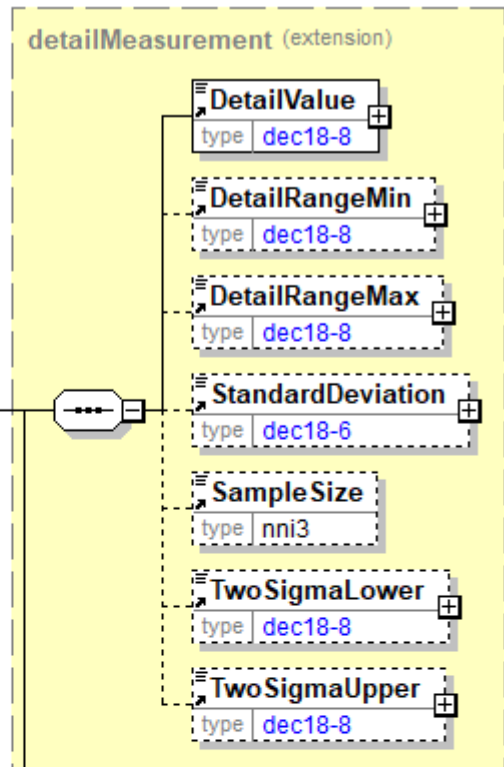 detailMeasurement (extension)
DetailValue
type dec18-8
DetailRangeMin
type dec18-8
DetailRangeMax
type dec18-8
StandardDeviation
type dec18-6
SampleSize
type nni3
TwoSigmaLower
type dec18-8
TwoSigmaUpper
type dec18-8